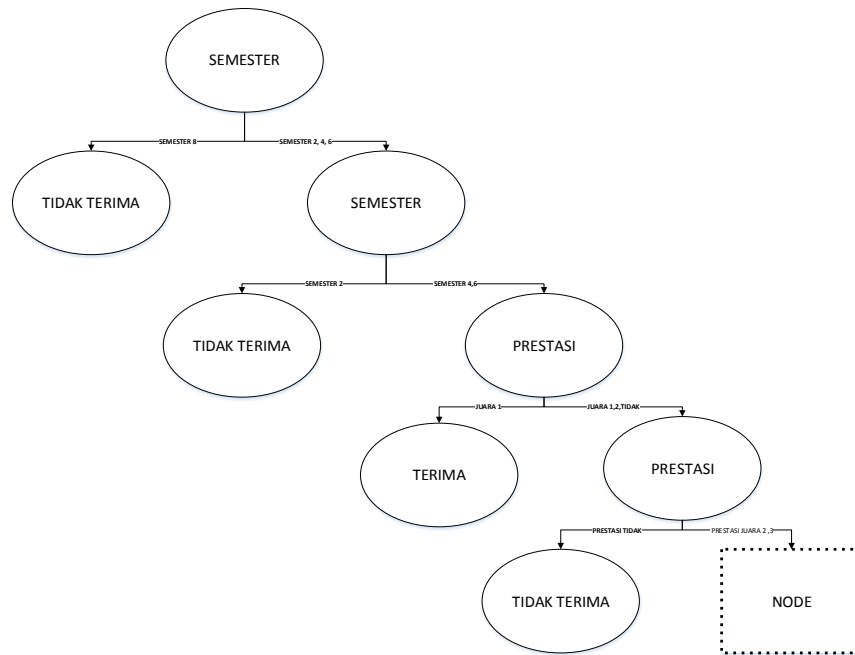 SEMESTER
SEMESTER 8
SEMESTER 2, 4, 6
TIDAK TERIMA
SEMESTER
SEMESTER 2
SEMESTER 4,6
TIDAK TERIMA
PRESTASI
JUARA 1
JUARA 1,2,TIDAK
TERIMA
PRESTASI
PRESTASI TIDAK
PRESTASI JUARA 2 ,3
TIDAK TERIMA
NODE